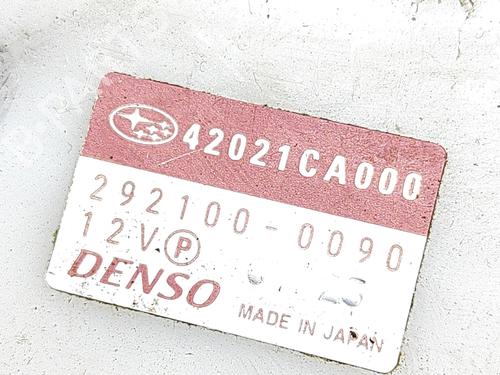 42021CA000
292100-0090
12V P
DENSO
MADE IN JAPAN